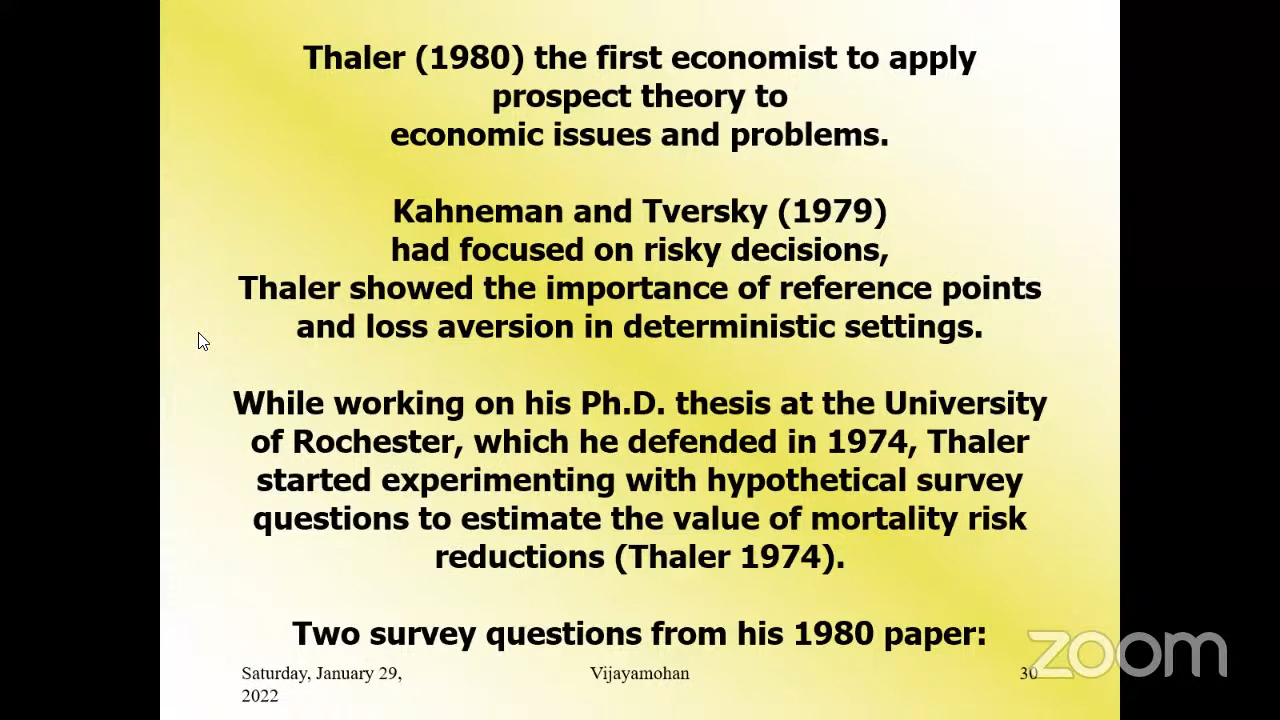 Thaler (1980) the first economist to apply
prospect theory to
economic issues and problems.
Kahneman and Tversky (1979)
had focused on risky decisions,
Thaler showed the importance of reference points
and loss aversion in deterministic settings.
While working on his Ph.D. thesis at the University
of Rochester, which he defended in 1974, Thaler
started experimenting with hypothetical survey
questions to estimate the value of mortality risk
reductions (Thaler 1974).
Two survey questions from his 1980 paper:
Saturday, January 29,
2022
Vijayamohan
30
zoom